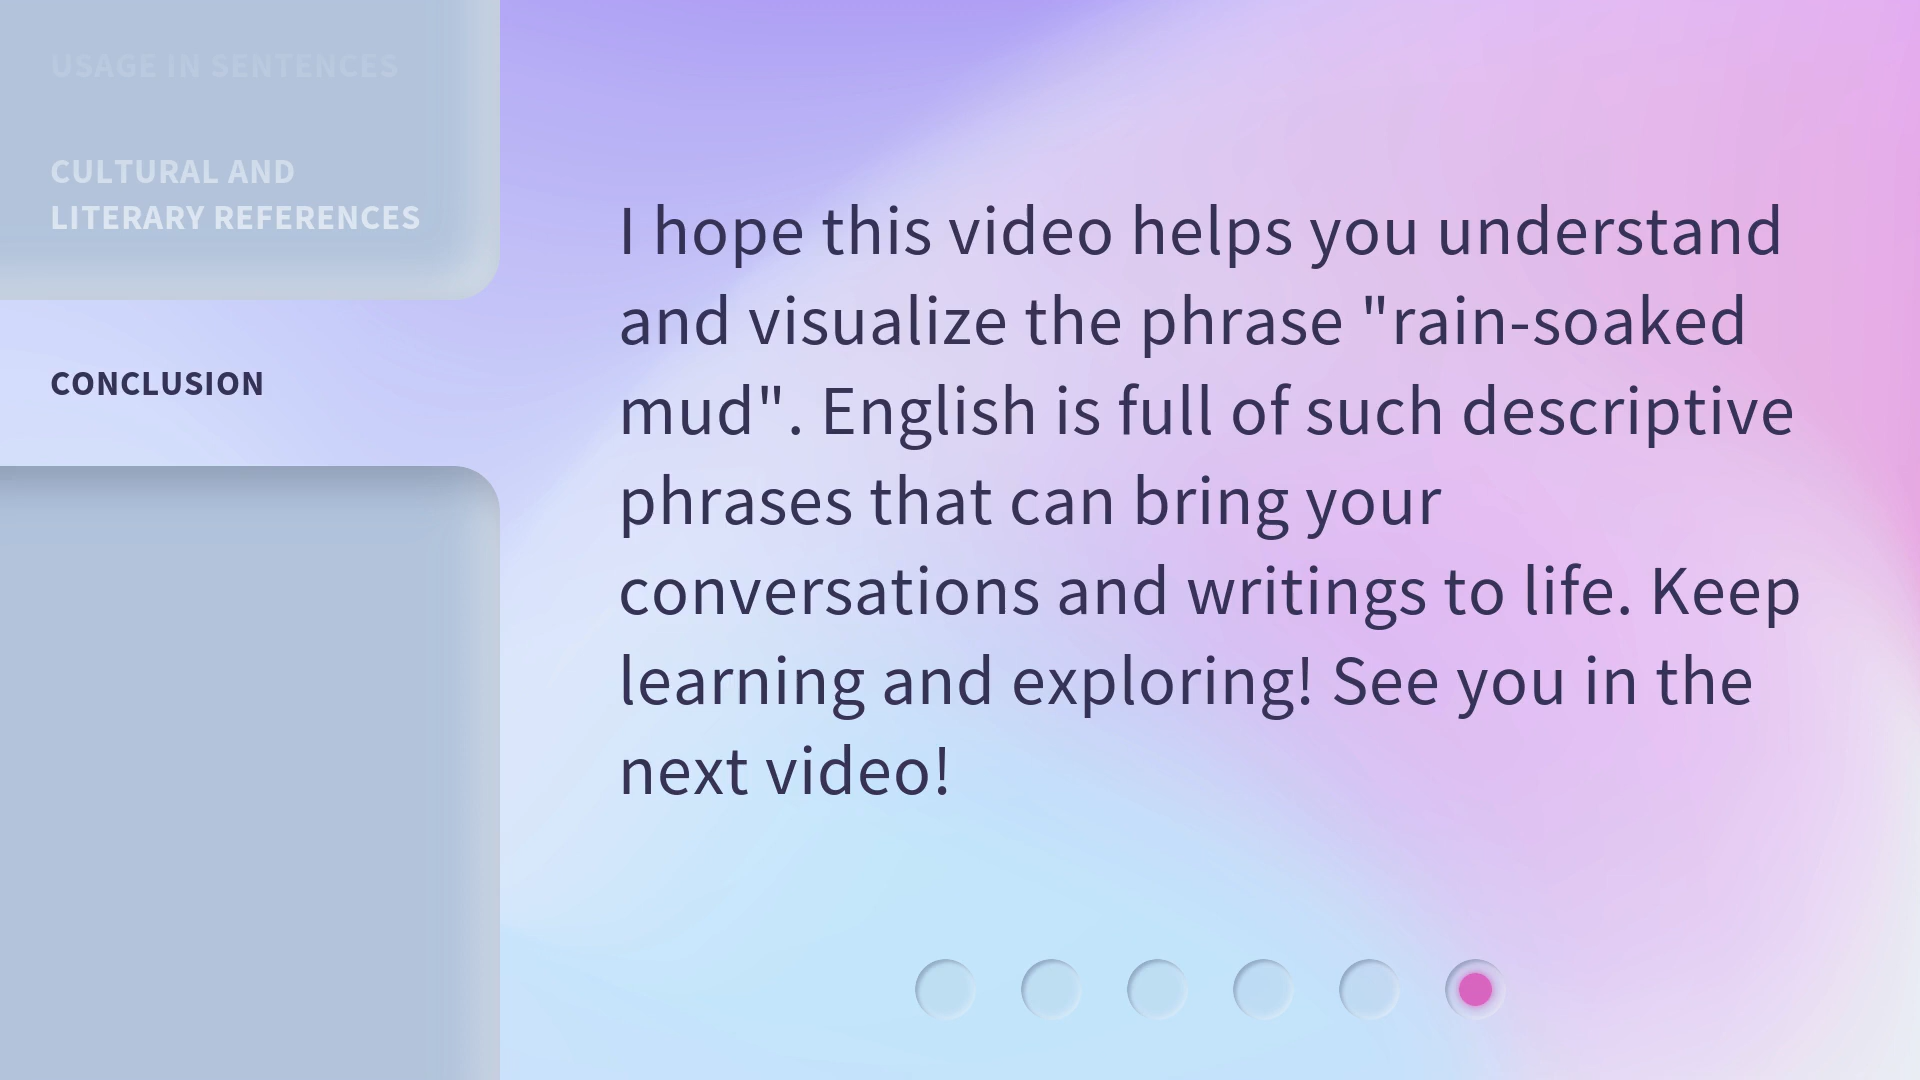 USAGE IN SENTENCES
CULTURAL AND
LITERARY REFERENCES
CONCLUSION
I hope this video helps you understand
and visualize the phrase "rain-soaked
mud". English is full of such descriptive
phrases that can bring your
conversations and writings to life. Keep
learning and exploring! See you in the
next video!